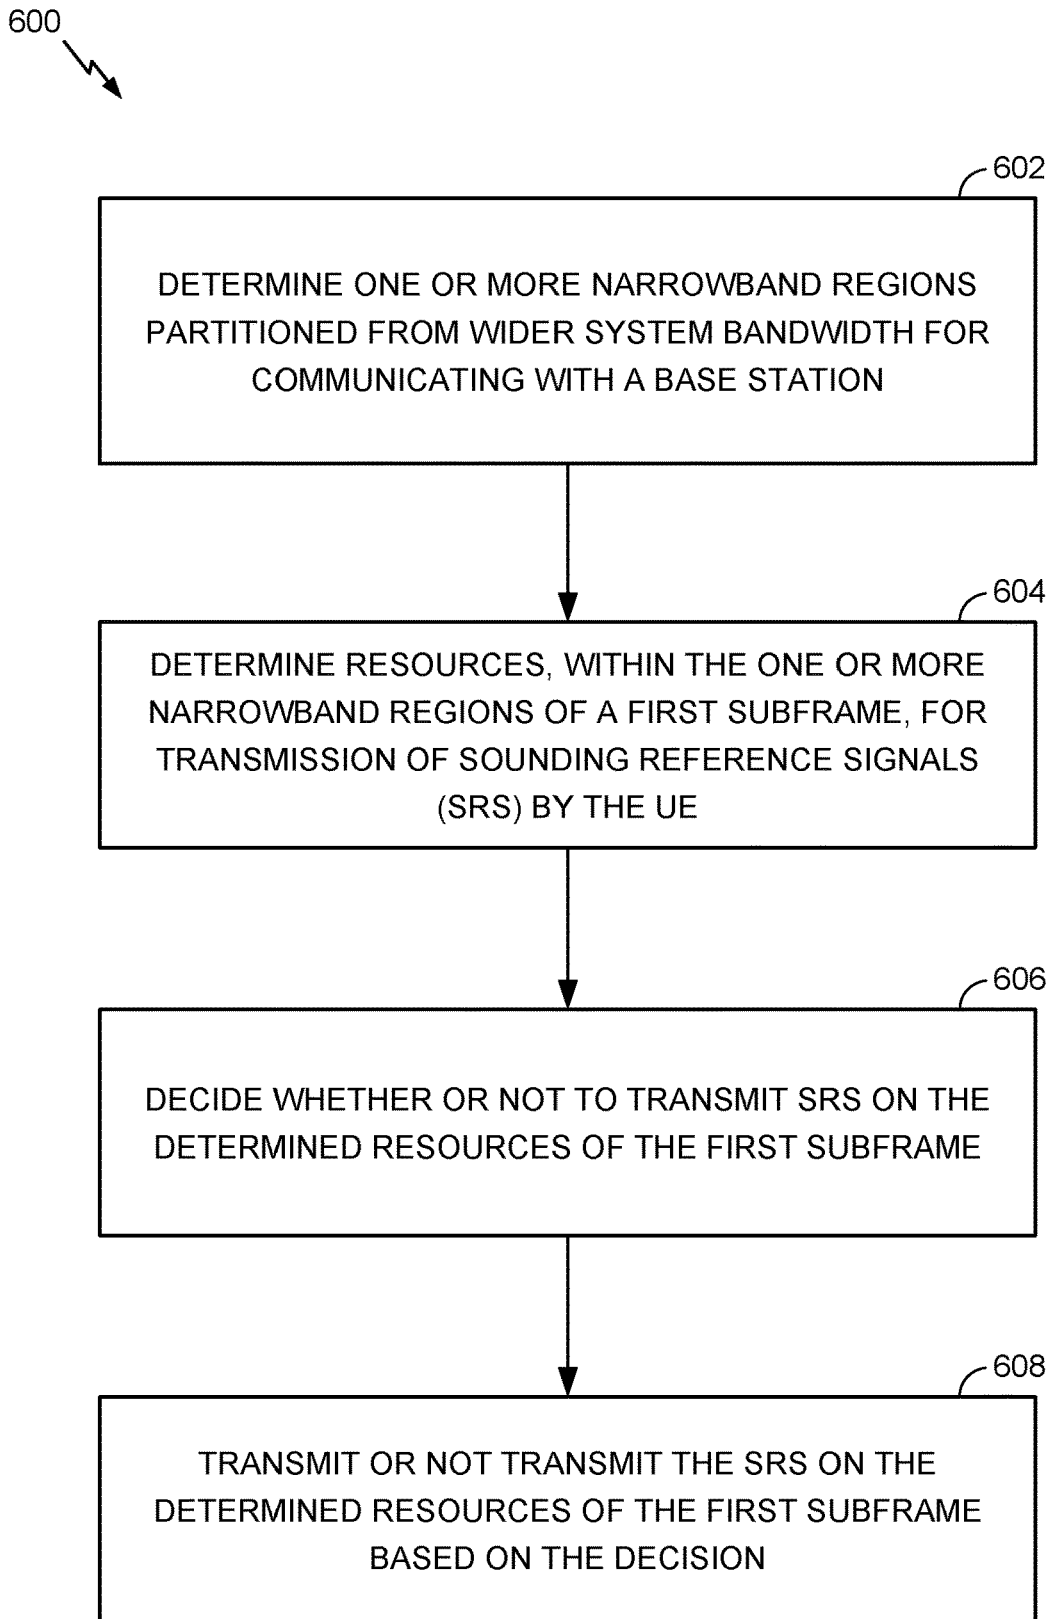 600
602
DETERMINE ONE OR MORE NARROWBAND REGIONS
PARTITIONED FROM WIDER SYSTEM BANDWIDTH FOR
COMMUNICATING WITH A BASE STATION
604
DETERMINE RESOURCES, WITHIN THE ONE OR MORE
NARROWBAND REGIONS OF A FIRST SUBFRAME, FOR
TRANSMISSION OF SOUNDING REFERENCE SIGNALS
(SRS) BY THE UE
606
DECIDE WHETHER OR NOT TO TRANSMIT SRS ON THE
DETERMINED RESOURCES OF THE FIRST SUBFRAME
608
TRANSMIT OR NOT TRANSMIT THE SRS ON THE
DETERMINED RESOURCES OF THE FIRST SUBFRAME
BASED ON THE DECISION